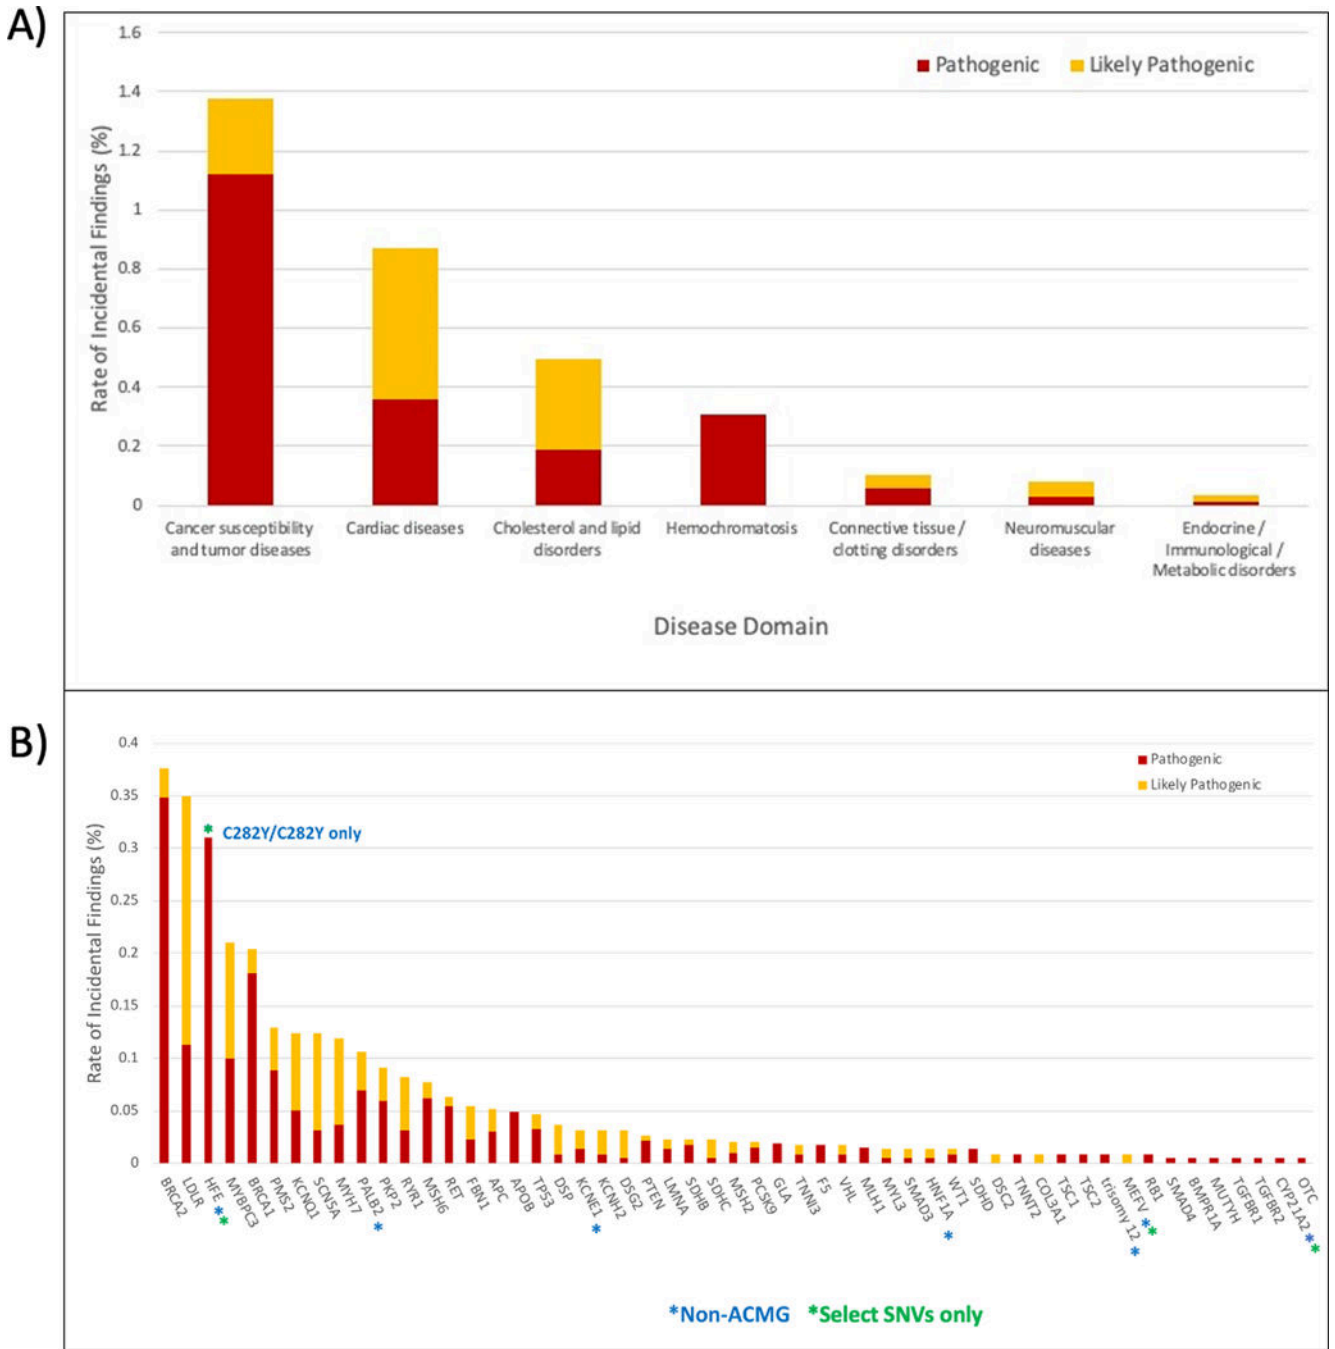 A)
1.6
Pathogenic Likely Pathogenic
1.4
1.2
1
0.8
0.6
0.4
0.2
0
Rate of Incidental Findings (%)
Cancer susceptibility
and tumor diseases
Cardiac diseases
Cholesterol and lipid
disorders
Hemochromatosis
Connective tissue /
clotting disorders
Neuromuscular
diseases
Endocrine /
Immunological /
Metabolic disorders
Disease Domain
B)
0.4
Pathogenic
Likely Pathogenic
0.35
* C282Y/C282Y only
0.3
0.25
0.2
0.15
0.1
0.05
0
Rate of Incidental Findings (%)
BRCA2
LDLR
HFE **
MYBPC3
BRCA1
PMS2
KCNQ1
SCN5A
MYH7
PALB2 *
PKP2
RYR1
MSH6
RET
FBN1
APC
APOB
TP53
DSP
KCNE1 *
KCNH2
DSG2
PTEN
LMNA
SDHB
SDHC
MSH2
PCSK9
GLA
TNNI3
F5
VHL
MLH1
MYL3
SMAD3
HNF1A *
WT1
SDHD
DSC2
TNNT2
COL3A1
TSC1
TSC2
trisomy 12 *
MEFV **
RB1
SMAD4
BMPR1A
MUTYH
TGFBR1
TGFBR2
CYP21A2 **
OTC
*Non-ACMG *Select SNVs only